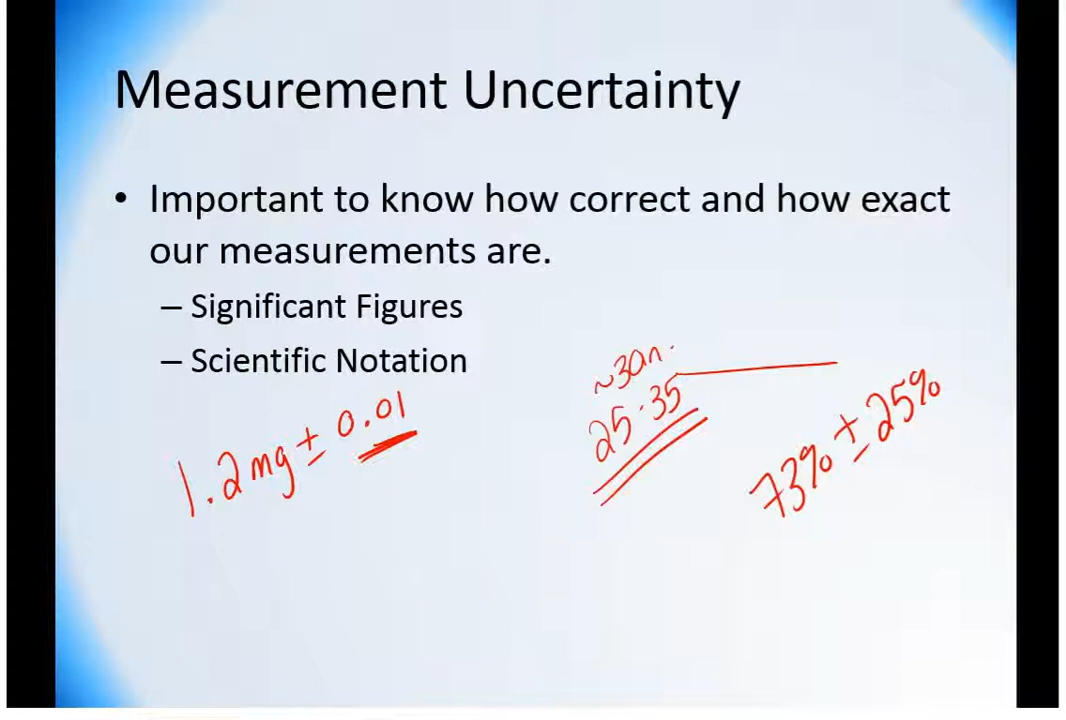 Measurement Uncertainty
• Important to know how correct and how exact
our measurements are.
– Significant Figures
– Scientific Notation
1.2mg ± 0.01
~30
25-35
73% ± 25%